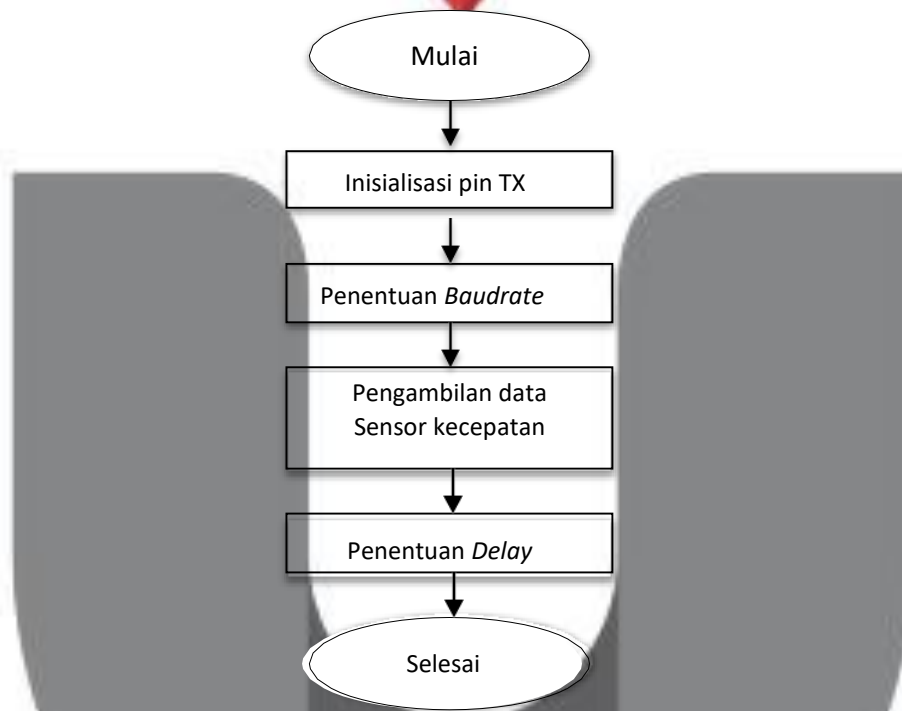 Mulai
Inisialisasi pin TX
Penentuan Baudrate
Pengambilan data
Sensor kecepatan
Penentuan Delay
Selesai